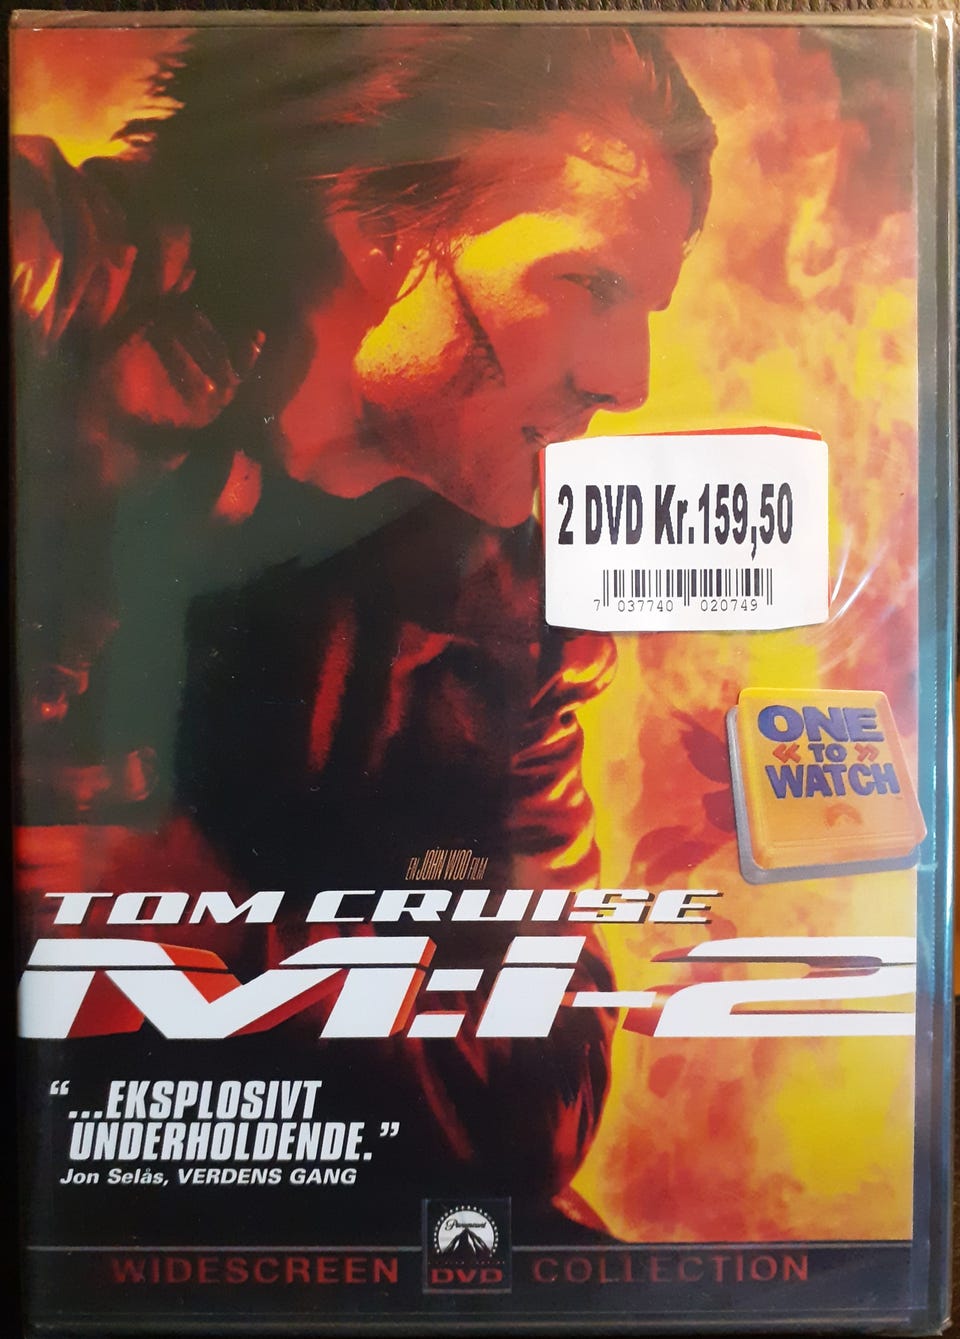 2 DVD Kr.159,50
7 037740 020749
ONE
« TO »
WATCH
EN JOHN WOO FILM
TOM CRUISE
M:I-2
“...EKSPLOSIVT
UNDERHOLDENDE.”
Jon Selås, VERDENS GANG
Paramount
WIDESCREEN DVD COLLECTION